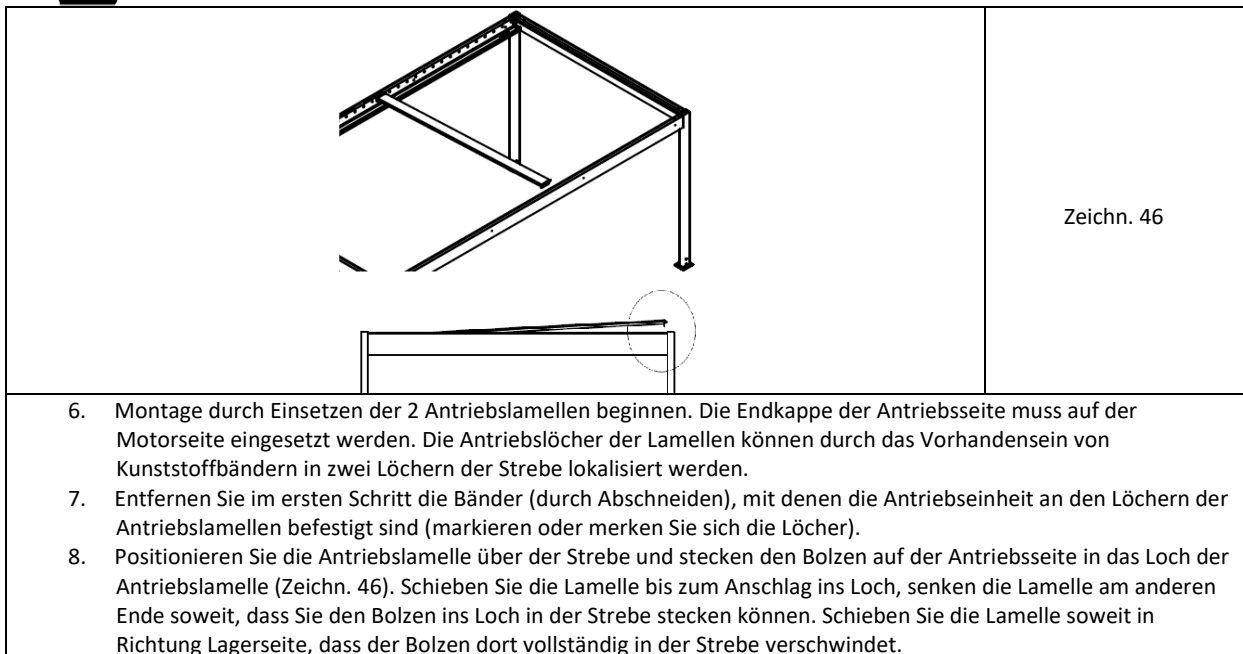 Zeichn. 46
6. Montage durch Einsetzen der 2 Antriebslamellen beginnen. Die Endkappe der Antriebsseite muss auf der
Motorseite eingesetzt werden. Die Antriebslöcher der Lamellen können durch das Vorhandensein von
Kunststoffbändern in zwei Löchern der Strebe lokalisiert werden.
7. Entfernen Sie im ersten Schritt die Bänder (durch Abschneiden), mit denen die Antriebseinheit an den Löchern der
Antriebslamellen befestigt sind (markieren oder merken Sie sich die Löcher).
8. Positionieren Sie die Antriebslamelle über der Strebe und stecken den Bolzen auf der Antriebsseite in das Loch der
Antriebslamelle (Zeichn. 46). Schieben Sie die Lamelle bis zum Anschlag ins Loch, senken die Lamelle am anderen
Ende soweit, dass Sie den Bolzen ins Loch in der Strebe stecken können. Schieben Sie die Lamelle soweit in
Richtung Lagerseite, dass der Bolzen dort vollständig in der Strebe verschwindet.